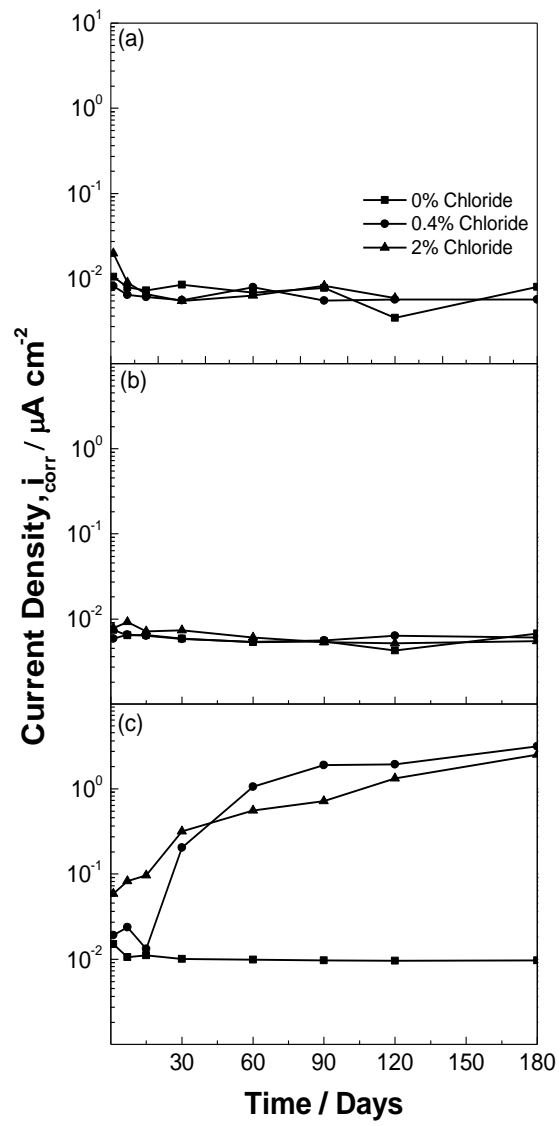 10¹
(a)
10⁰
10⁻¹
0% Chloride
0.4% Chloride
2% Chloride
10⁻²
(b)
10⁰
10⁻¹
10⁻²
Current Density, i_corr / µA cm⁻²
(c)
10⁰
10⁻¹
10⁻²
30 60 90 120 150 180
Time / Days